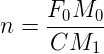 n = \frac{F_0 M_0}{C M_1}